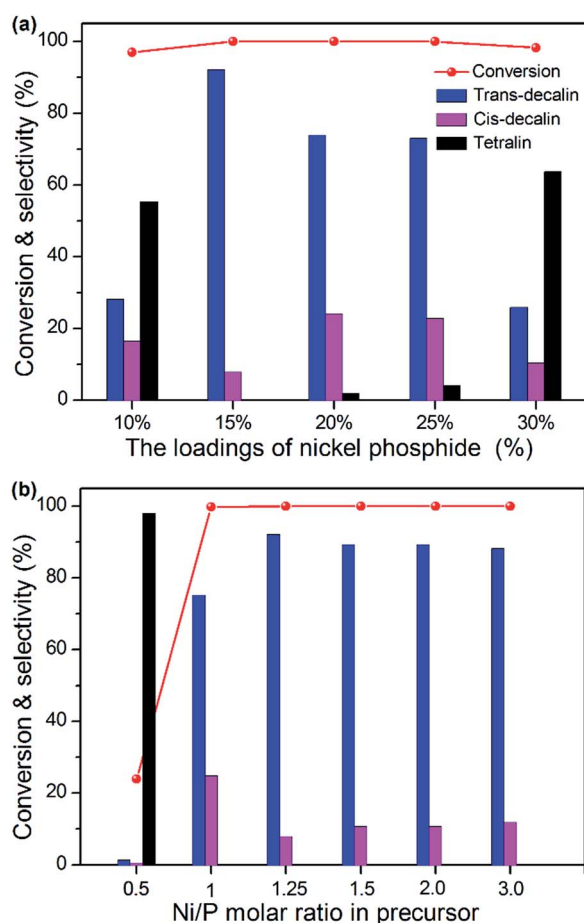 (a)
100
80
60
40
20
0
Conversion & selectivity (%)
Conversion
Trans-decalin
Cis-decalin
Tetralin
10% 15% 20% 25% 30%
The loadings of nickel phosphide (%)
(b)
100
80
60
40
20
0
Conversion & selectivity (%)
0.5 1 1.25 1.5 2.0 3.0
Ni/P molar ratio in precursor